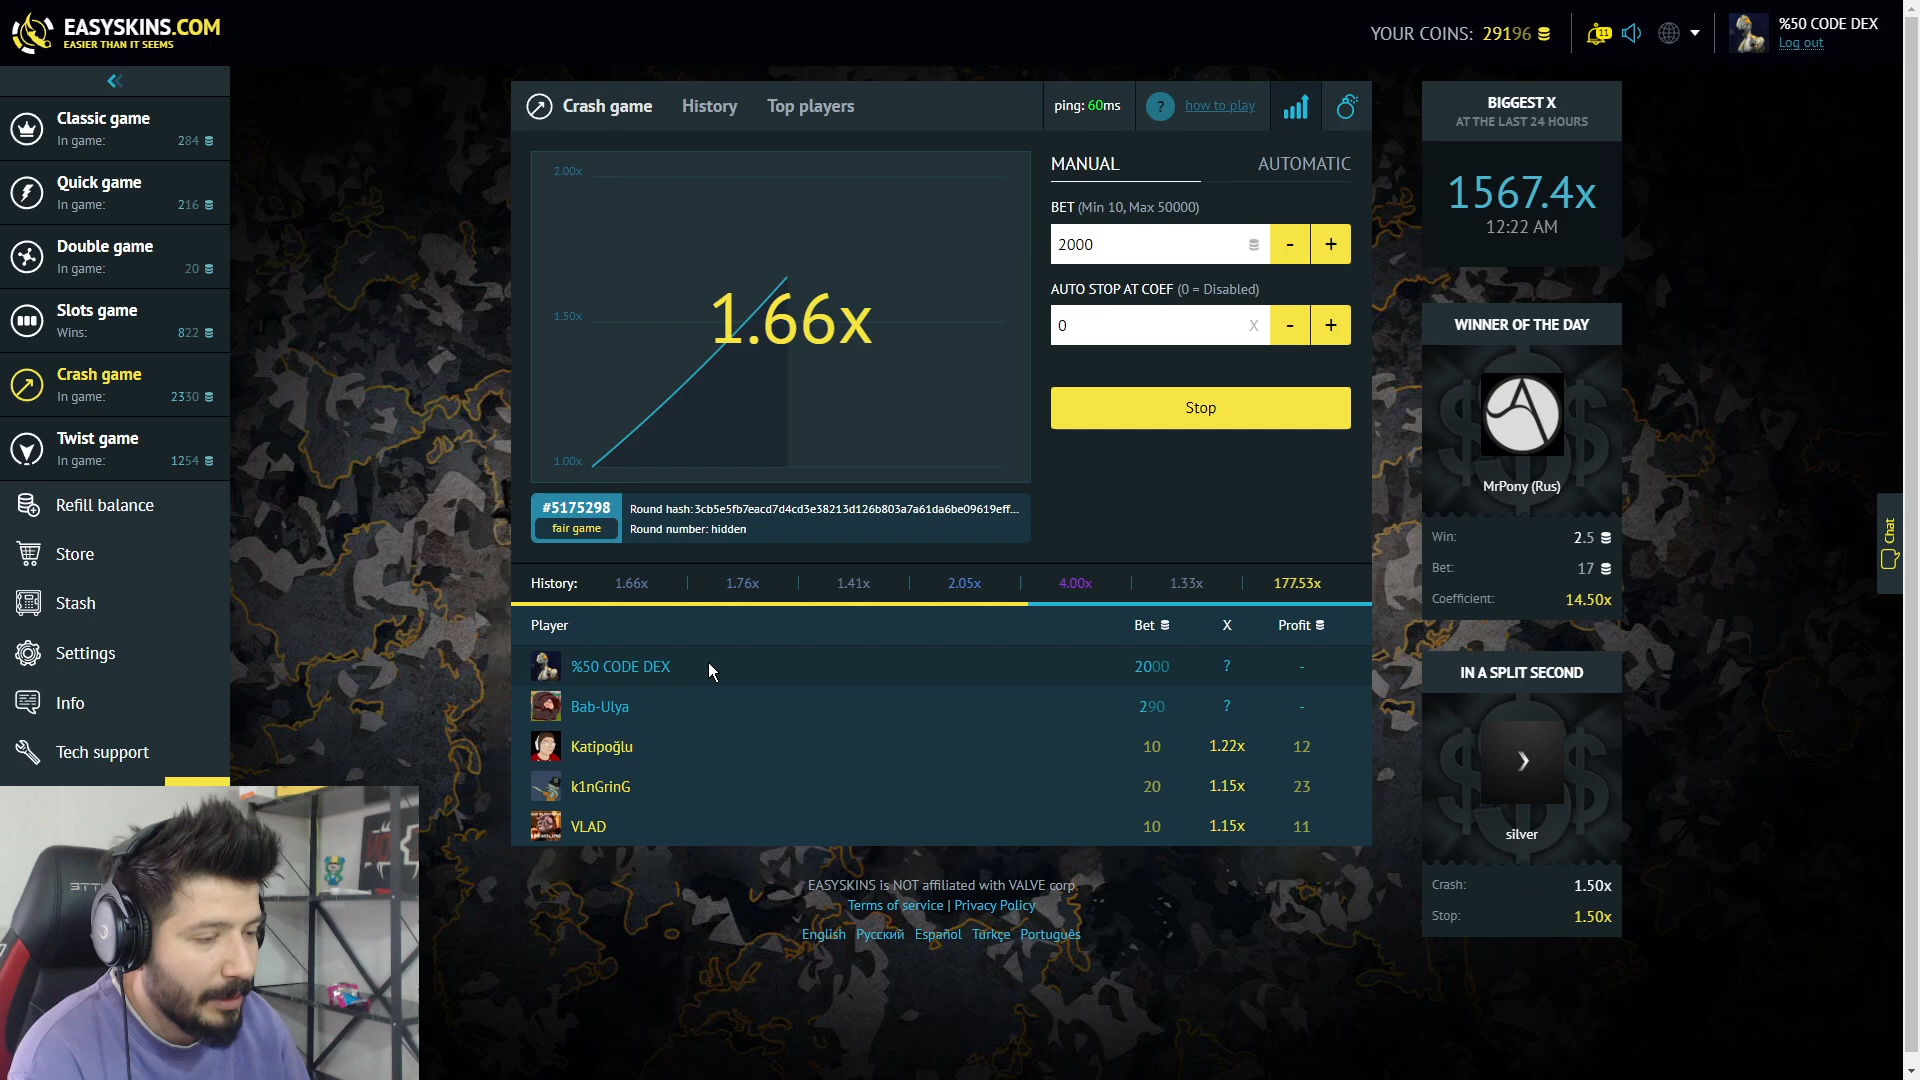 EASYSKINS.COM
EASIER THAN IT SEEMS
YOUR COINS: 29196
11
%50 CODE DEX
Log out
Classic game
In game: 284
Quick game
In game: 216
Double game
In game: 20
Slots game
Wins: 822
Crash game
In game: 2330
Twist game
In game: 1254
Refill balance
Store
Stash
Settings
Info
Tech support
Crash game History Top players
ping: 60ms
? how to play
2.00x
1.50x
1.00x
1.66x
MANUAL AUTOMATIC
BET (Min 10, Max 50000)
2000 - +
AUTO STOP AT COEF (0 = Disabled)
0 X - +
Stop
#5175298
fair game
Round hash: 3cb5e5fb7eacd7d4cd3e38213d126b803a7a61da6be09619eff...
Round number: hidden
History: 1.66x 1.76x 1.41x 2.05x 4.00x 1.33x 177.53x
Player Bet X Profit
%50 CODE DEX 2000 ? -
Bab-Ulya 290 ? -
Katipoğlu 10 1.22x 12
k1nGrinG 20 1.15x 23
VLAD 10 1.15x 11
EASYSKINS is NOT affiliated with VALVE corp
Terms of service | Privacy Policy
English Русский Español Türkçe Português
BIGGEST X
AT THE LAST 24 HOURS
1567.4x
12:22 AM
WINNER OF THE DAY
MrPony (Rus)
Win: 2.5
Bet: 17
Coefficient: 14.50x
IN A SPLIT SECOND
silver
Crash: 1.50x
Stop: 1.50x
Chat